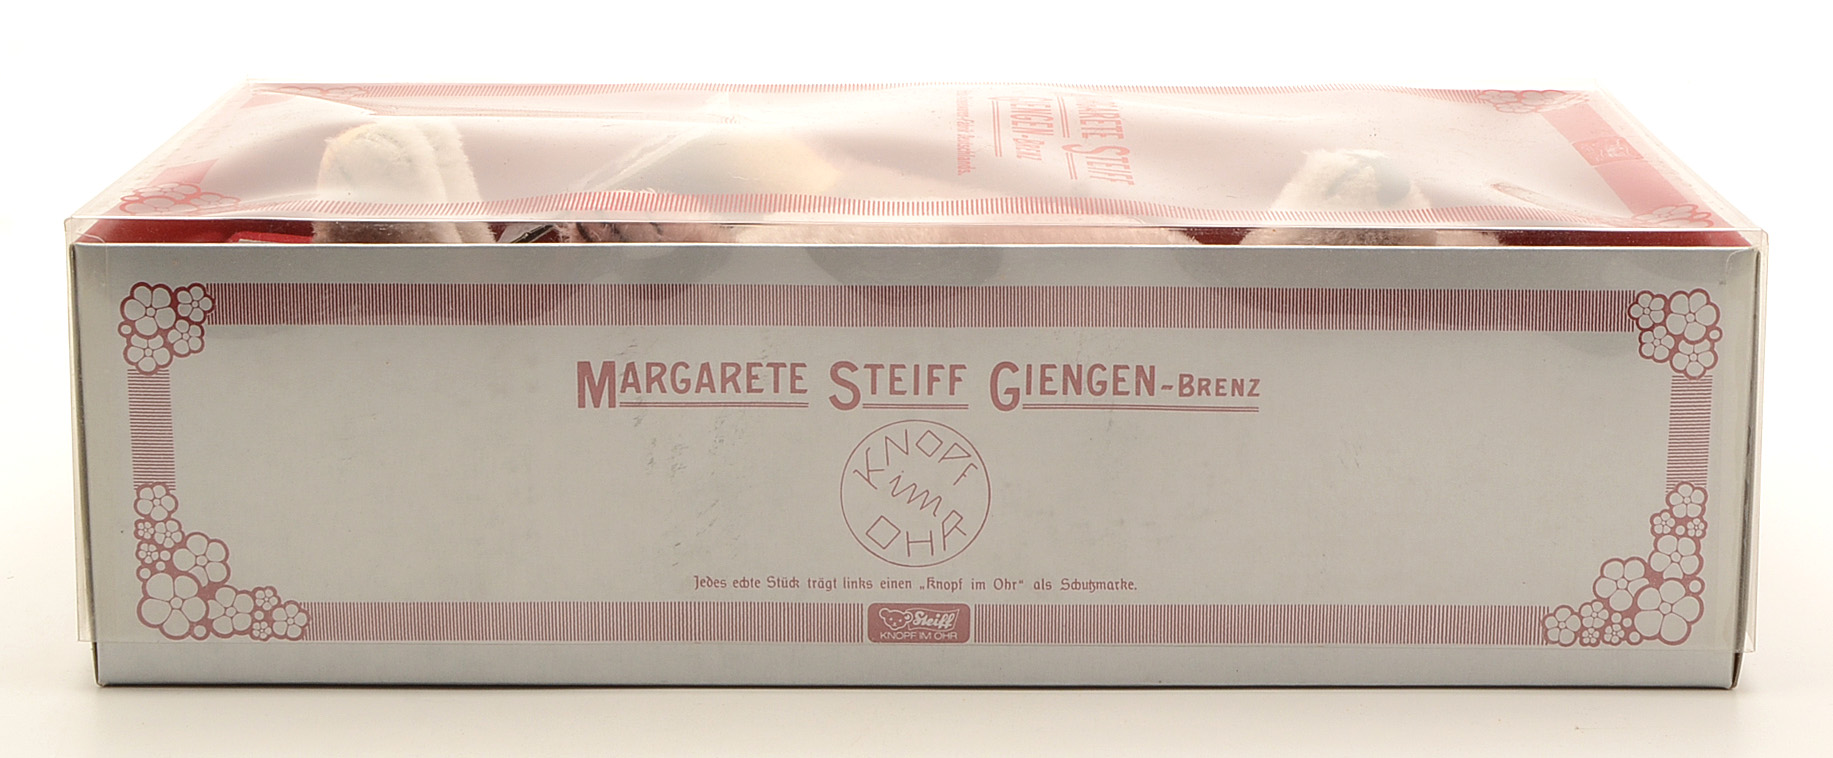 MARGARETE STEIFF GIENGEN-BRENZ
KNOPF
im
OHR
Jedes echte Stück trägt links einen „Knopf im Ohr“ als Schutzmarke.
Steiff
KNOPF IM OHR